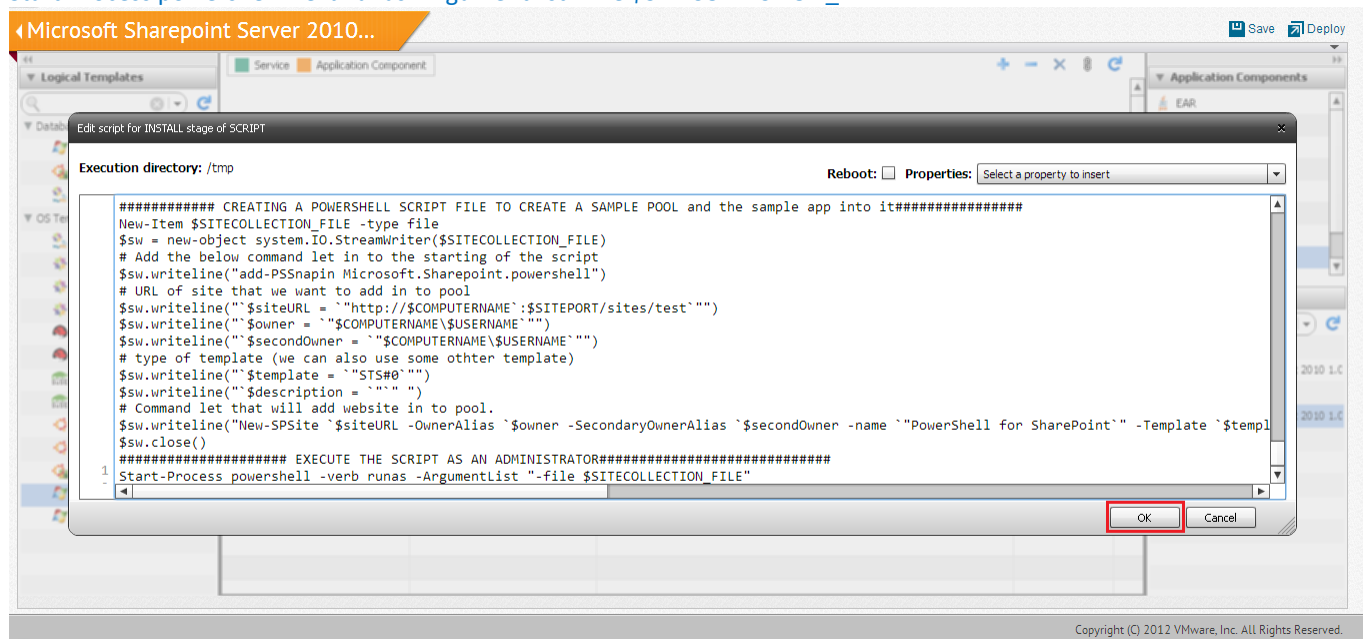 Microsoft Sharepoint Server 2010...
Save Deploy
Logical Templates
Service Application Component
Application Components
EAR
Edit script for INSTALL stage of SCRIPT
Execution directory: /tmp
Reboot: Properties: Select a property to insert
############ CREATING A POWERSHELL SCRIPT FILE TO CREATE A SAMPLE POOL and the sample app into it################
New-Item $SITECOLLECTION_FILE -type file
$sw = new-object system.IO.StreamWriter($SITECOLLECTION_FILE)
# Add the below command let in to the starting of the script
$sw.writeline("add-PSSnapin Microsoft.Sharepoint.powershell")
# URL of site that we want to add in to pool
$sw.writeline("`$siteURL = `"http://$COMPUTERNAME`:$SITEPORT/sites/test`"")
$sw.writeline("`$owner = `"$COMPUTERNAME\$USERNAME`"")
$sw.writeline("`$secondOwner = `"$COMPUTERNAME\$USERNAME`"")
# type of template (we can also use some othter template)
$sw.writeline("`$template = `"STS#0`"")
$sw.writeline("`$description = `"`" ")
# Command let that will add website in to pool.
$sw.writeline("New-SPSite `$siteURL -OwnerAlias `$owner -SecondaryOwnerAlias `$secondOwner -name `"PowerShell for SharePoint`" -Template `$templ
$sw.close()
##################### EXECUTE THE SCRIPT AS AN ADMINISTRATOR#############################
1 Start-Process powershell -verb runas -ArgumentList "-file $SITECOLLECTION_FILE"
OS Te
2010 1.0
2010 1.0
OK Cancel
Copyright (C) 2012 VMware, Inc. All Rights Reserved.